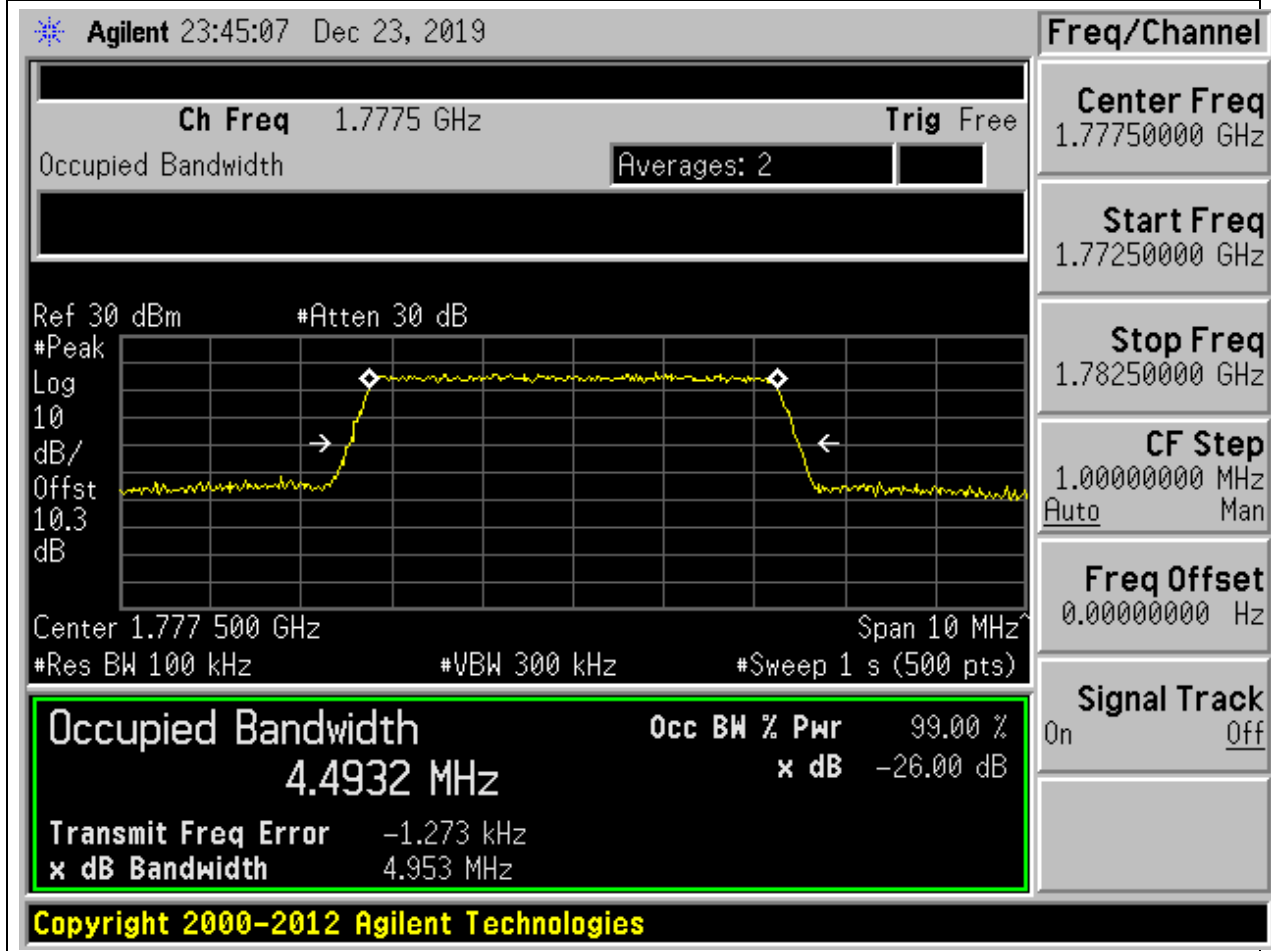 Agilent 23:45:07 Dec 23, 2019
Freq/Channel
Ch Freq 1.7775 GHz Trig Free
Occupied Bandwidth Averages: 2
Center Freq
1.77750000 GHz
Start Freq
1.77250000 GHz
Stop Freq
1.78250000 GHz
CF Step
1.00000000 MHz
Auto Man
Freq Offset
0.00000000 Hz
Signal Track
On Off
Ref 30 dBm #Atten 30 dB
#Peak
Log
10
dB/
Offst
10.3
dB
Center 1.777 500 GHz Span 10 MHz^
#Res BW 100 kHz #VBW 300 kHz #Sweep 1 s (500 pts)
Occupied Bandwidth Occ BW % Pwr 99.00 %
4.4932 MHz x dB -26.00 dB
Transmit Freq Error -1.273 kHz
x dB Bandwidth 4.953 MHz
Copyright 2000-2012 Agilent Technologies